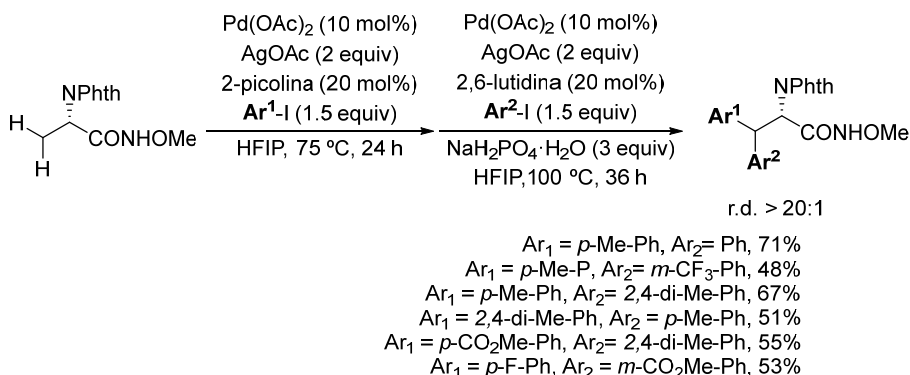 Pd(OAc)₂ (10 mol%)
AgOAc (2 equiv)
2-picolina (20 mol%)
Ar¹-I (1.5 equiv)
HFIP, 75 ºC, 24 h
Pd(OAc)₂ (10 mol%)
AgOAc (2 equiv)
2,6-lutidina (20 mol%)
Ar²-I (1.5 equiv)
NaH₂PO₄·H₂O (3 equiv)
HFIP,100 ºC, 36 h
NPhth
H
CONHOMe
H
NPhth
Ar¹
CONHOMe
Ar²
r.d. > 20:1
Ar₁ = p-Me-Ph, Ar₂= Ph, 71%
Ar₁ = p-Me-P, Ar₂= m-CF₃-Ph, 48%
Ar₁ = p-Me-Ph, Ar₂= 2,4-di-Me-Ph, 67%
Ar₁ = 2,4-di-Me-Ph, Ar₂ = p-Me-Ph, 51%
Ar₁ = p-CO₂Me-Ph, Ar₂= 2,4-di-Me-Ph, 55%
Ar₁ = p-F-Ph, Ar₂ = m-CO₂Me-Ph, 53%